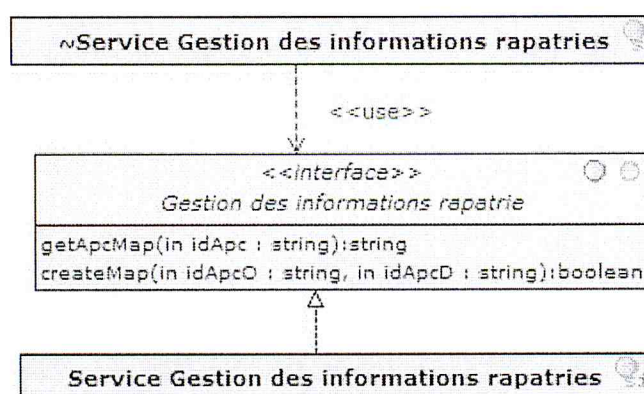 ~Service Gestion des informations rapatries
<<use>>
<<interface>>
Gestion des informations rapatrie
getApcMap(in idApc : string):string
createMap(in idApcO : string, in idApcD : string):boolean
Service Gestion des informations rapatries